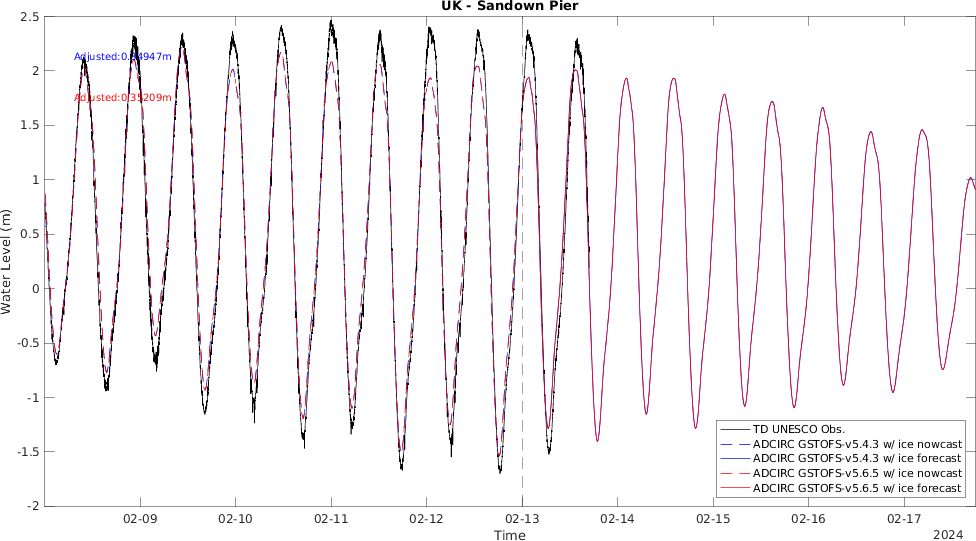 UK - Sandown Pier
2.5
2
1.5
1
0.5
0
-0.5
-1
-1.5
-2
Water Level (m)
Adjusted:0.34947m
Adjusted:0.35209m
TD UNESCO Obs.
ADCIRC GSTOFS-v5.4.3 w/ ice nowcast
ADCIRC GSTOFS-v5.4.3 w/ ice forecast
ADCIRC GSTOFS-v5.6.5 w/ ice nowcast
ADCIRC GSTOFS-v5.6.5 w/ ice forecast
02-09 02-10 02-11 02-12 02-13 02-14 02-15 02-16 02-17
Time
2024